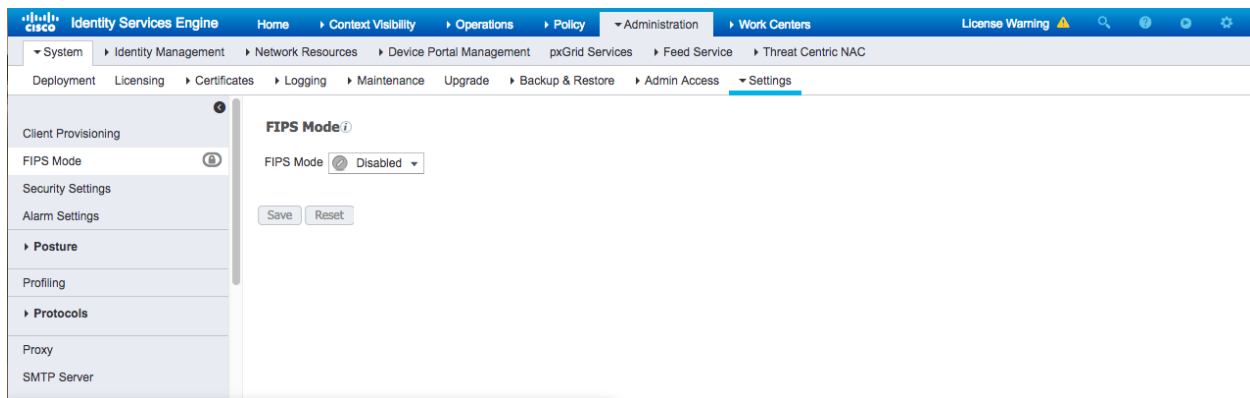 cisco Identity Services Engine Home Context Visibility Operations Policy Administration Work Centers License Warning
System Identity Management Network Resources Device Portal Management pxGrid Services Feed Service Threat Centric NAC
Deployment Licensing Certificates Logging Maintenance Upgrade Backup & Restore Admin Access Settings
Client Provisioning
FIPS Mode
Security Settings
Alarm Settings
Posture
Profiling
Protocols
Proxy
SMTP Server
FIPS Mode
FIPS Mode Disabled
Save Reset